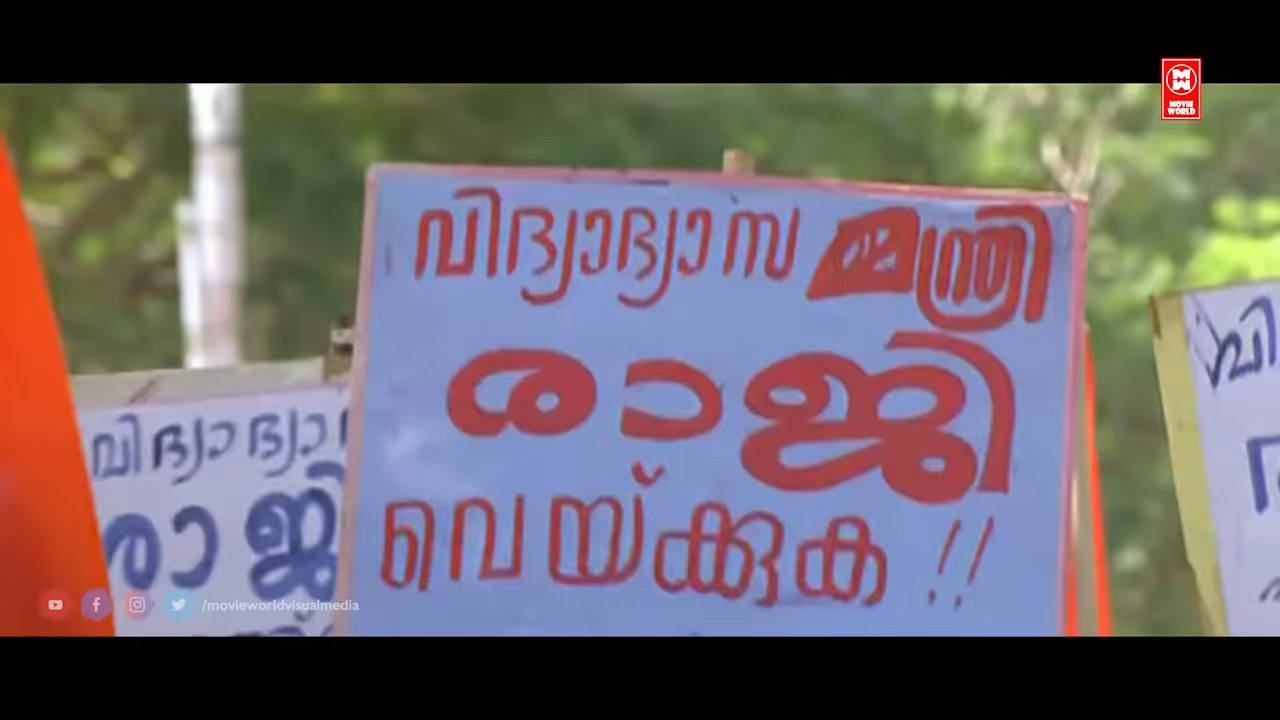 MOVIE
WORLD
വിദ്യാദ്യാസ മന്ത്രി
രാജി
വെയ്ക്കുക !!
വിദ്യാദ്യാ
രാജി
/movieworldvisualmedia